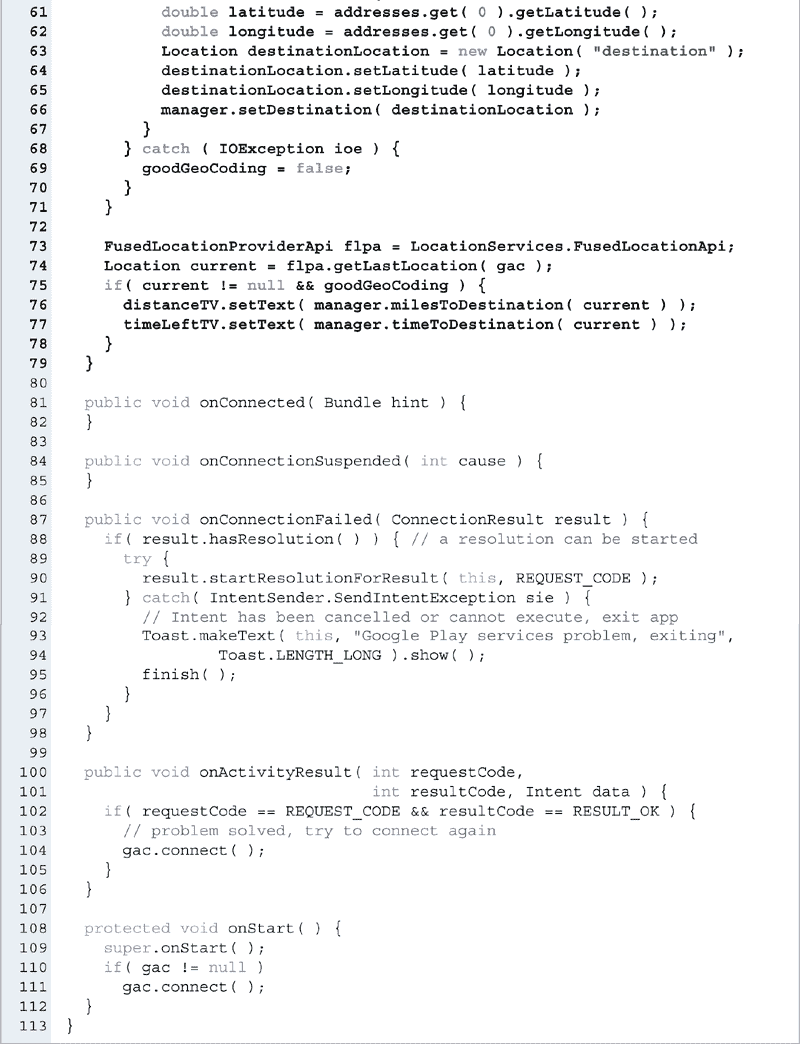 61 double latitude = addresses.get( 0 ).getLatitude( );
62 double longitude = addresses.get( 0 ).getLongitude( );
63 Location destinationLocation = new Location( "destination" );
64 destinationLocation.setLatitude( latitude );
65 destinationLocation.setLongitude( longitude );
66 manager.setDestination( destinationLocation );
67 }
68 } catch ( IOException ioe ) {
69 goodGeoCoding = false;
70 }
71 }
72
73 FusedLocationProviderApi flpa = LocationServices.FusedLocationApi;
74 Location current = flpa.getLastLocation( gac );
75 if( current != null && goodGeoCoding ) {
76 distanceTV.setText( manager.milesToDestination( current ) );
77 timeLeftTV.setText( manager.timeToDestination( current ) );
78 }
79 }
80
81 public void onConnected( Bundle hint ) {
82 }
83
84 public void onConnectionSuspended( int cause ) {
85 }
86
87 public void onConnectionFailed( ConnectionResult result ) {
88 if( result.hasResolution( ) ) { // a resolution can be started
89 try {
90 result.startResolutionForResult( this, REQUEST_CODE );
91 } catch( IntentSender.SendIntentException sie ) {
92 // Intent has been cancelled or cannot execute, exit app
93 Toast.makeText( this, "Google Play services problem, exiting",
94 Toast.LENGTH_LONG ).show( );
95 finish( );
96 }
97 }
98 }
99
100 public void onActivityResult( int requestCode,
101 int resultCode, Intent data ) {
102 if( requestCode == REQUEST_CODE && resultCode == RESULT_OK ) {
103 // problem solved, try to connect again
104 gac.connect( );
105 }
106 }
107
108 protected void onStart( ) {
109 super.onStart( );
110 if( gac != null )
111 gac.connect( );
112 }
113 }